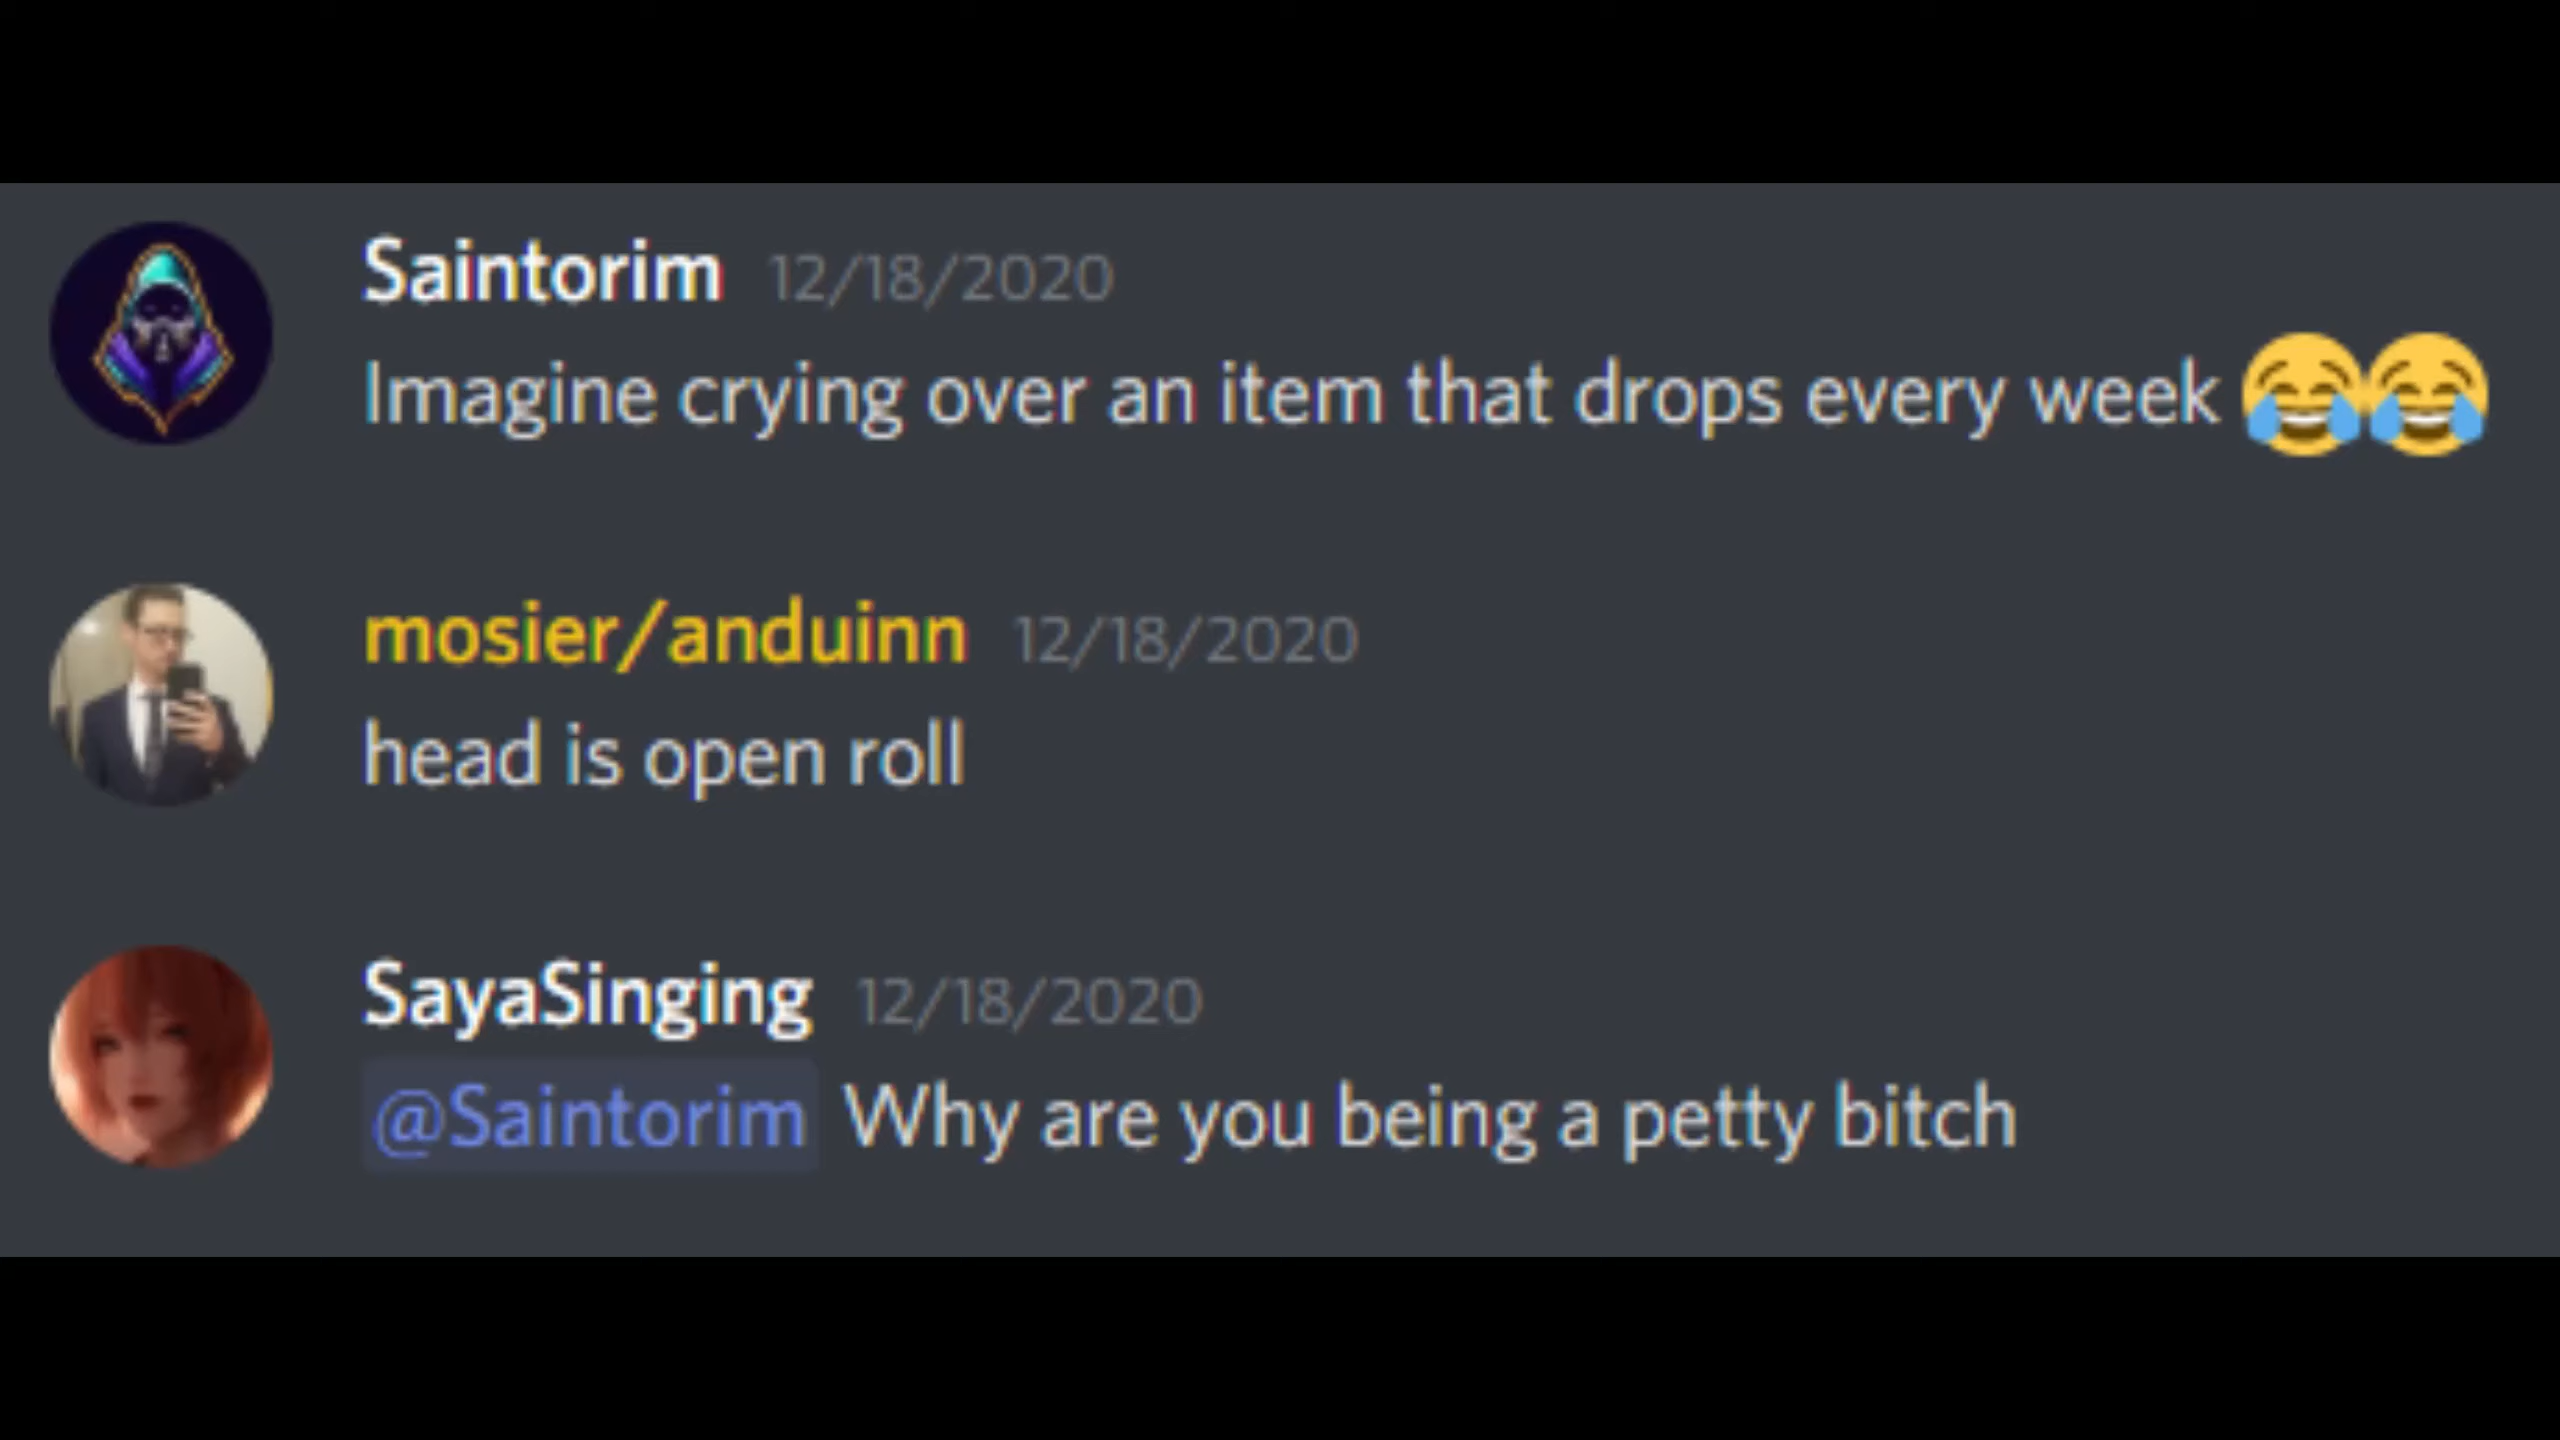 Saintorim 12/18/2020
Imagine crying over an item that drops every week 😂😂
mosier/anduinn 12/18/2020
head is open roll
SayaSinging 12/18/2020
@Saintorim Why are you being a petty bitch